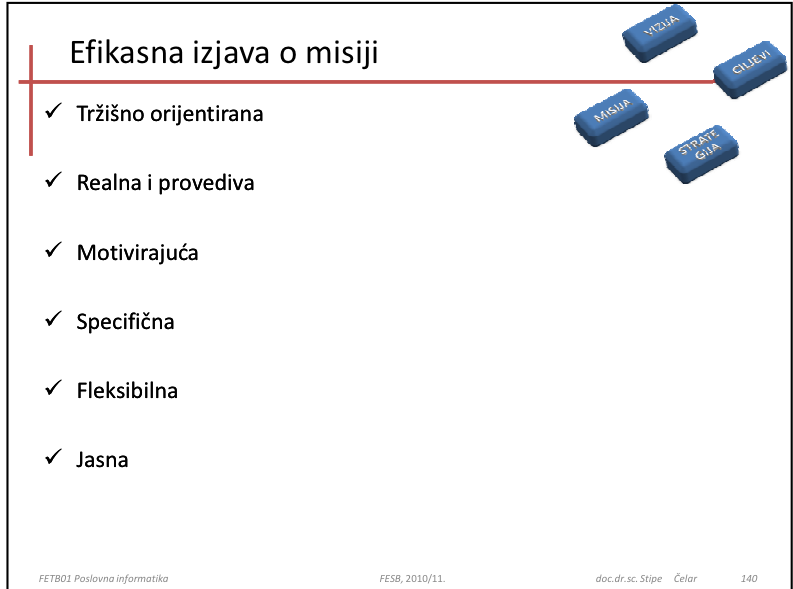 Efikasna izjava o misiji
VIZIJA
CILJEVI
MISIJA
STRATE
GIJA
✓ Tržišno orijentirana
✓ Realna i provediva
✓ Motivirajuća
✓ Specifična
✓ Fleksibilna
✓ Jasna
FETB01 Poslovna informatika FESB, 2010/11. doc.dr.sc. Stipe Čelar 140